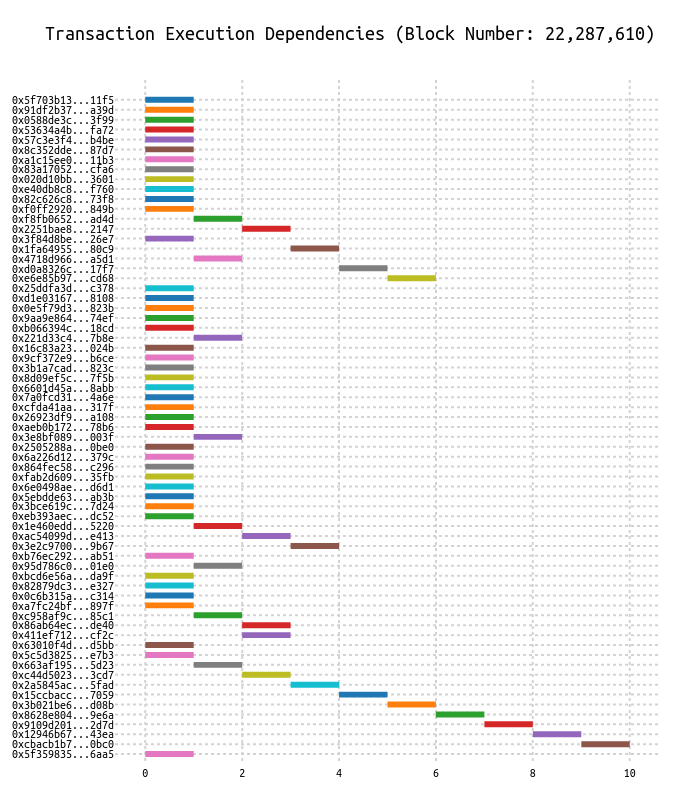 Transaction Execution Dependencies (Block Number: 22,287,610)
0x5f703b13...11f5
0x91df2b37...a39d
0x0588de3c...3f99
0x53634a4b...fa72
0x57c3e3f4...b4be
0x8c352dde...87d7
0xa1c15ee0...11b3
0x83a17052...cfa6
0x020d10bb...3601
0xe40db8c8...f760
0x82c626c8...73f8
0xf0ff2920...849b
0xf8fb0652...ad4d
0x2251bae8...2147
0x3f84d8be...26e7
0x1fa64955...80c9
0x4718d966...a5d1
0xd0a8326c...17f7
0xe6e85b97...cd68
0x25ddfa3d...c378
0xd1e03167...8108
0x0e5f79d3...823b
0x9aa9e864...74ef
0xb066394c...18cd
0x221d33c4...7b8e
0x16c83a23...024b
0x9cf372e9...b6ce
0x3b1a7cad...823c
0x8d09ef5c...7f5b
0x6601d45a...8abb
0x7a0fcd31...4a6e
0xcfda41aa...317f
0x26923df9...a108
0xaeb0b172...78b6
0x3e8bf089...003f
0x2505288a...0be0
0x6a226d12...379c
0x864fec58...c296
0xfab2d609...35fb
0x6e0498ae...d6d1
0x5ebdde63...ab3b
0x3bce619c...7d24
0xeb393aec...dc52
0x1e460edd...5220
0xac54099d...e413
0x3e2c9700...9b67
0xb76ec292...ab51
0x95d786c0...01e0
0xbcd6e56a...da9f
0x82879dc3...e327
0x0c6b315a...c314
0xa7fc24bf...897f
0xc958af9c...85c1
0x86ab64ec...de40
0x411ef712...cf2c
0x63010f4d...d5bb
0x5c5d3825...e7b3
0x663af195...5d23
0xc44d5023...3cd7
0x2a5845ac...5fad
0x15ccbacc...7059
0x3b021be6...d08b
0x8628e804...9e6a
0x9109d201...2d7d
0x12946b67...43ea
0xcbacb1b7...0bc0
0x5f359835...6aa5
0 2 4 6 8 10